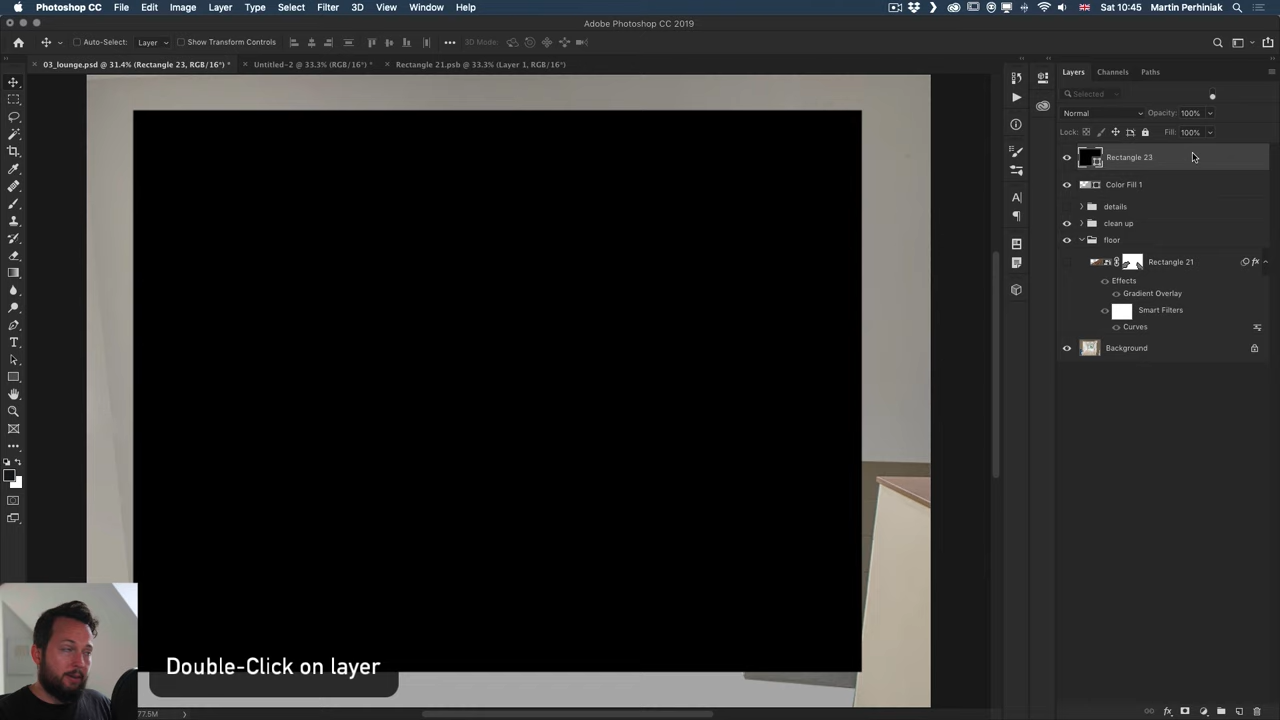 Photoshop CC File Edit Image Layer Type Select Filter 3D View Window Help Sat 10:45 Martin Perhiniak
Adobe Photoshop CC 2019
Auto-Select: Layer Show Transform Controls 3D Mode:
03_lounge.psd @ 31.4% (Rectangle 23, RGB/16*) * Untitled-2 @ 33.3% (RGB/16*) * Rectangle 21.psb @ 33.3% (Layer 1, RGB/16*)
Layers Channels Paths
Selected
Normal Opacity: 100%
Lock: Fill: 100%
Rectangle 23
Color Fill 1
details
clean up
floor
Rectangle 21
Effects
Gradient Overlay
Smart Filters
Curves
Background
Double-Click on layer
77.5M